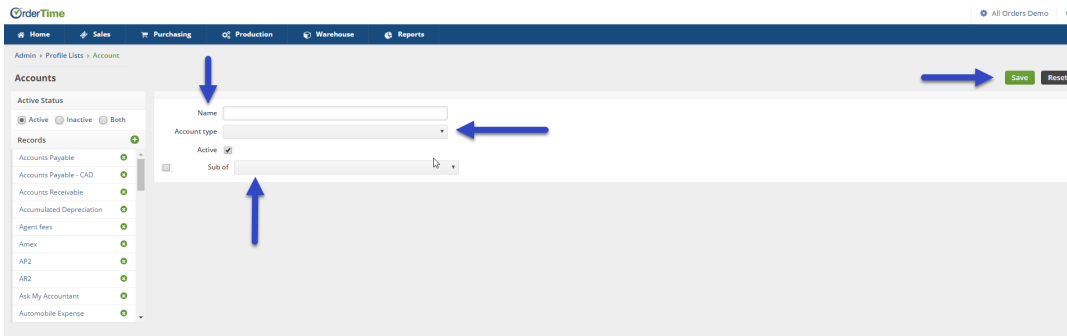 OrderTime
All Orders Demo
Home Sales Purchasing Production Warehouse Reports
Admin › Profile Lists › Account
Accounts
Save Reset
Active Status
Active Inactive Both
Records
Name
Account type
Active
Sub of
Accounts Payable
Accounts Payable - CAD
Accounts Receivable
Accumulated Depreciation
Agent fees
Amex
AP2
AR2
Ask My Accountant
Automobile Expense